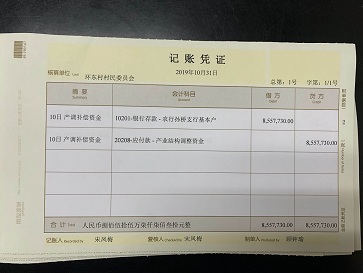 记账凭证
核算单位 环东村村民委员会 2019年10月31日 总第:1号 字第:1/1号
摘要 会计科目 借方 贷方
10日 产调补偿资金 10201-银行存款-农行孙桥支行基本户 8,557,730.00
10日 产调补偿资金 20208-应付款-产业结构调整资金 8,557,730.00
合计 人民币捌佰伍拾伍万柒仟柒佰叁拾元整 8,557,730.00 8,557,730.00
记账人 宋风梅 复核人 宋风梅 制单人